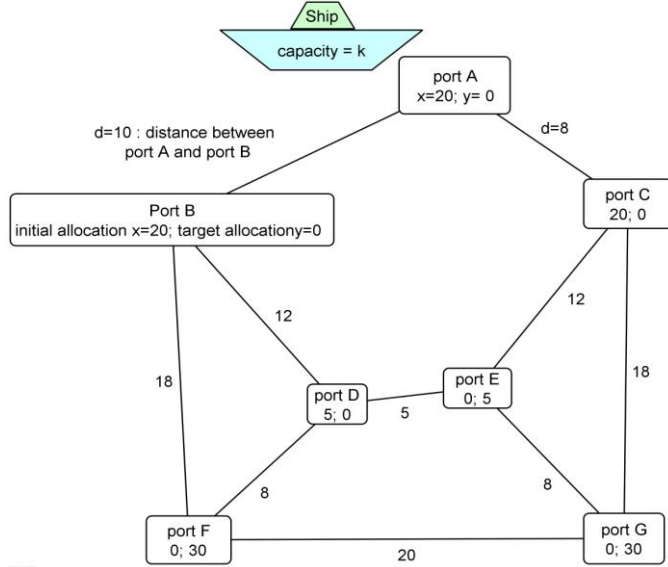 Ship
capacity = k
port A
x=20; y= 0
d=10 : distance between
port A and port B
d=8
Port B
initial allocation x=20; target allocationy=0
port C
20; 0
12
12
18
18
port D
5; 0
5
port E
0; 5
8
8
port F
0; 30
20
port G
0; 30